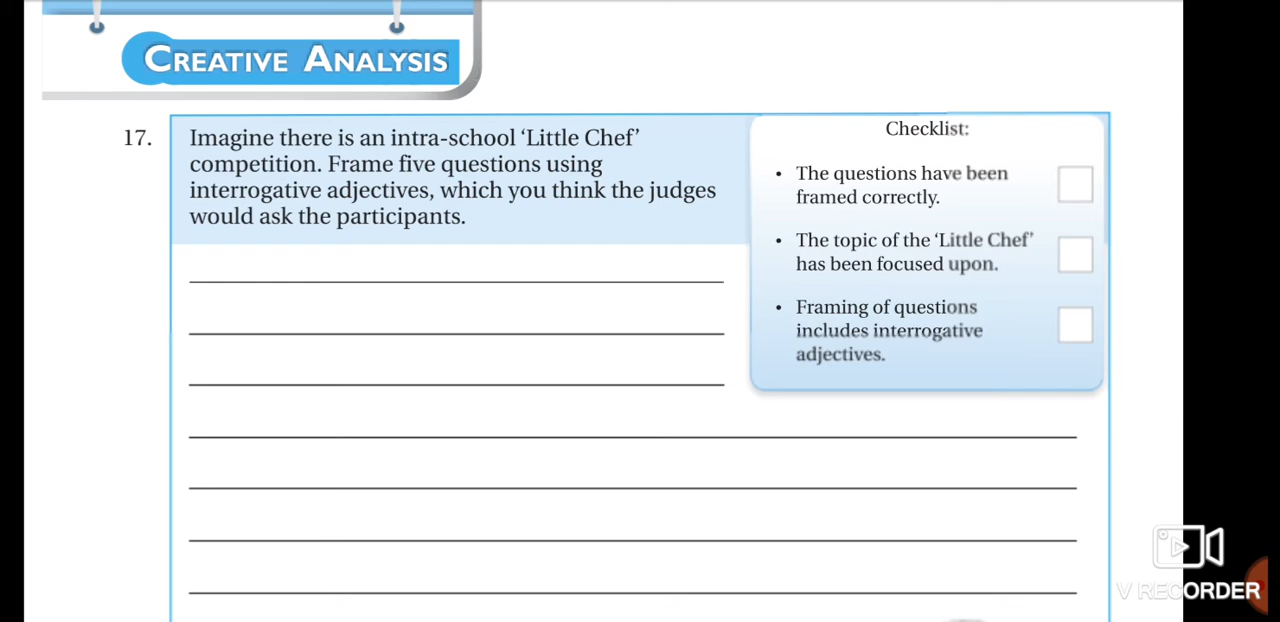 CREATIVE ANALYSIS
17. Imagine there is an intra-school ‘Little Chef’
competition. Frame five questions using
interrogative adjectives, which you think the judges
would ask the participants.
Checklist:
• The questions have been
framed correctly.
• The topic of the ‘Little Chef’
has been focused upon.
• Framing of questions
includes interrogative
adjectives.
V RECORDER